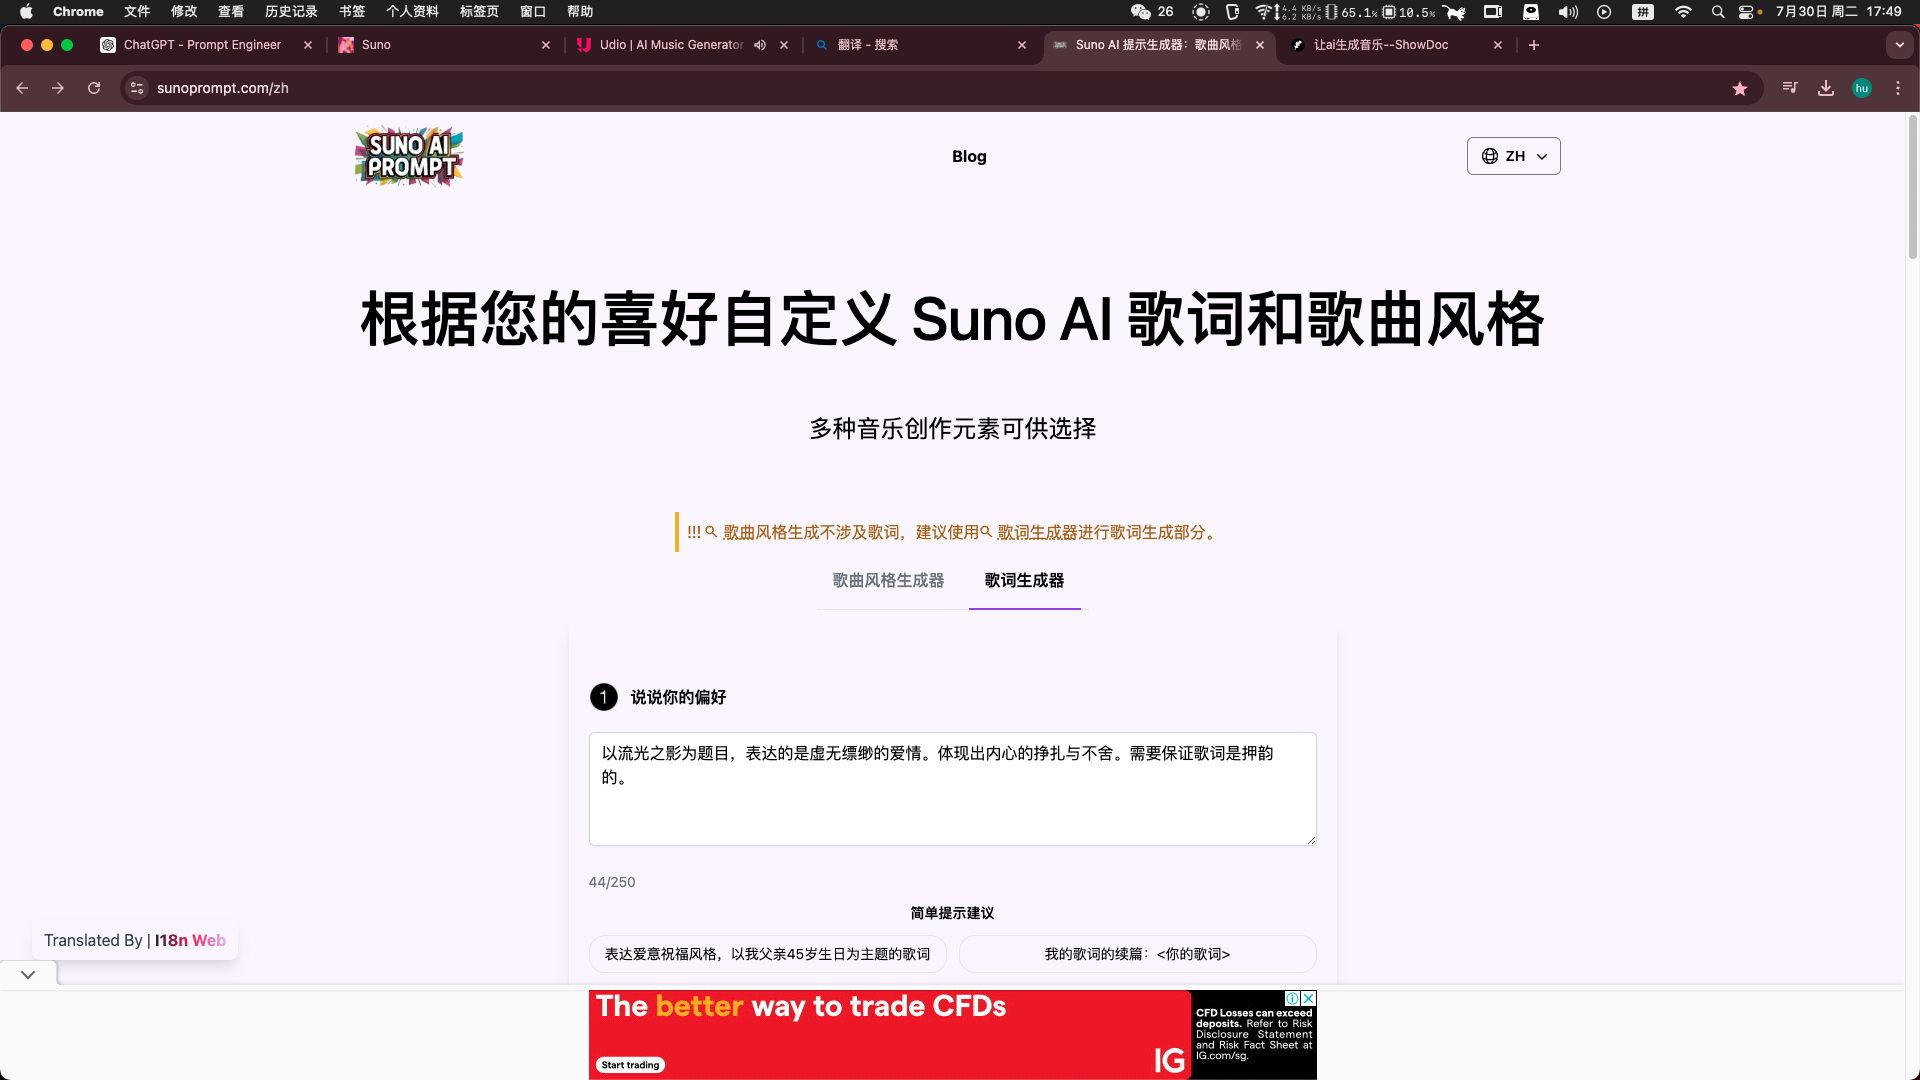 Chrome 文件 修改 查看 历史记录 书签 个人资料 标签页 窗口 帮助 26 4.4 KB/s 6.2 KB/s 65.1% 10.5% 拼 7月30日 周二 17:49
ChatGPT - Prompt Engineer Suno Udio | AI Music Generator 翻译 - 搜索 Suno AI 提示生成器：歌曲风格 让ai生成音乐--ShowDoc
sunoprompt.com/zh hu
SUNO AI
PROMPT
Blog
ZH
根据您的喜好自定义 Suno AI 歌词和歌曲风格
多种音乐创作元素可供选择
!!! 歌曲风格生成不涉及歌词，建议使用 歌词生成器进行歌词生成部分。
歌曲风格生成器 歌词生成器
1 说说你的偏好
以流光之影为题目，表达的是虚无缥缈的爱情。体现出内心的挣扎与不舍。需要保证歌词是押韵
的。
44/250
简单提示建议
表达爱意祝福风格，以我父亲45岁生日为主题的歌词 我的歌词的续篇：<你的歌词>
Translated By | I18n Web
The better way to trade CFDs
Start trading
IG
CFD Losses can exceed
deposits. Refer to Risk
Disclosure Statement
and Risk Fact Sheet at
IG.com/sg.